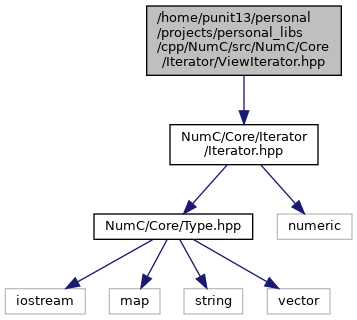 /home/punit13/personal
/projects/personal_libs
/cpp/NumC/src/NumC/Core
/Iterator/ViewIterator.hpp
NumC/Core/Iterator
/Iterator.hpp
NumC/Core/Type.hpp
numeric
iostream
map
string
vector